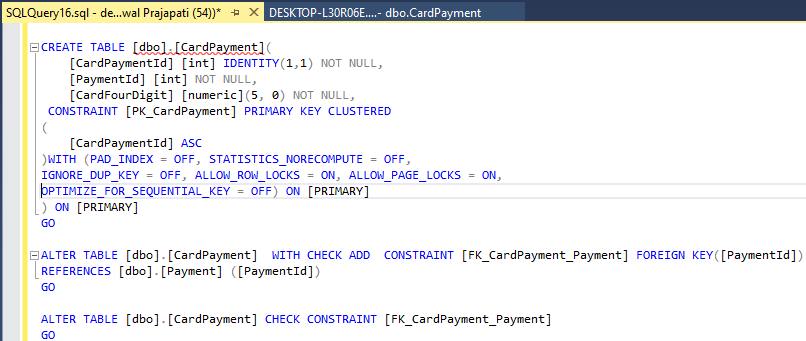 SQLQuery16.sql - de...wal Prajapati (54))* DESKTOP-L30R06E....- dbo.CardPayment
CREATE TABLE [dbo].[CardPayment](
[CardPaymentId] [int] IDENTITY(1,1) NOT NULL,
[PaymentId] [int] NOT NULL,
[CardFourDigit] [numeric](5, 0) NOT NULL,
CONSTRAINT [PK_CardPayment] PRIMARY KEY CLUSTERED
(
[CardPaymentId] ASC
)WITH (PAD_INDEX = OFF, STATISTICS_NORECOMPUTE = OFF,
IGNORE_DUP_KEY = OFF, ALLOW_ROW_LOCKS = ON, ALLOW_PAGE_LOCKS = ON,
OPTIMIZE_FOR_SEQUENTIAL_KEY = OFF) ON [PRIMARY]
) ON [PRIMARY]
GO
ALTER TABLE [dbo].[CardPayment]  WITH CHECK ADD  CONSTRAINT [FK_CardPayment_Payment] FOREIGN KEY([PaymentId])
REFERENCES [dbo].[Payment] ([PaymentId])
GO
ALTER TABLE [dbo].[CardPayment] CHECK CONSTRAINT [FK_CardPayment_Payment]
GO